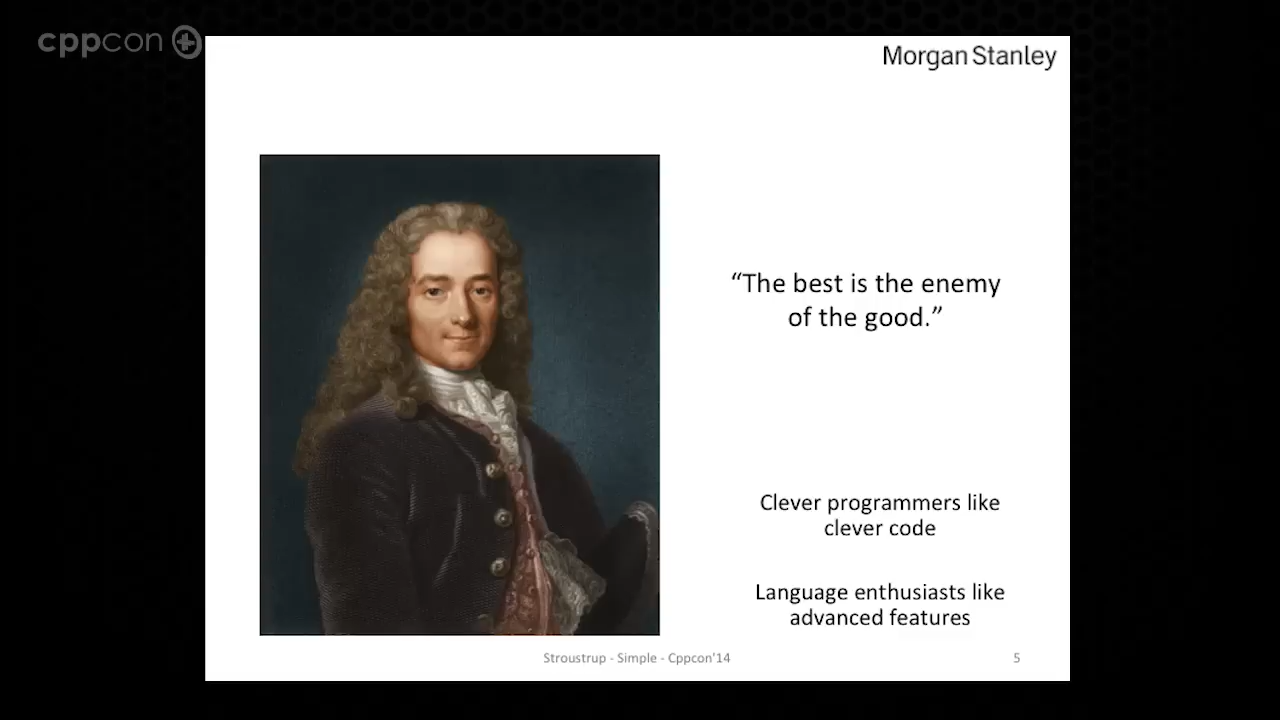 cppcon
Morgan Stanley
“The best is the enemy
of the good.”
Clever programmers like
clever code
Language enthusiasts like
advanced features
Stroustrup - Simple - Cppcon'14
5